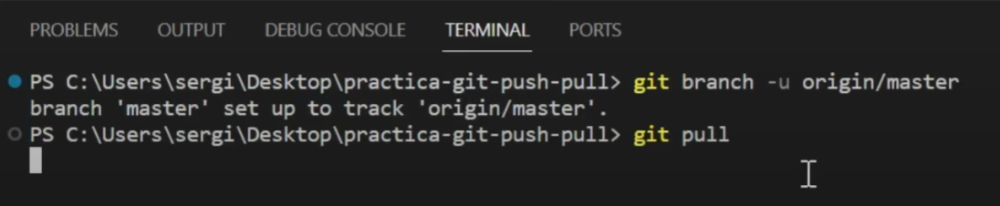 PROBLEMS OUTPUT DEBUG CONSOLE TERMINAL PORTS
PS C:\Users\sergi\Desktop\practica-git-push-pull> git branch -u origin/master
branch 'master' set up to track 'origin/master'.
PS C:\Users\sergi\Desktop\practica-git-push-pull> git pull